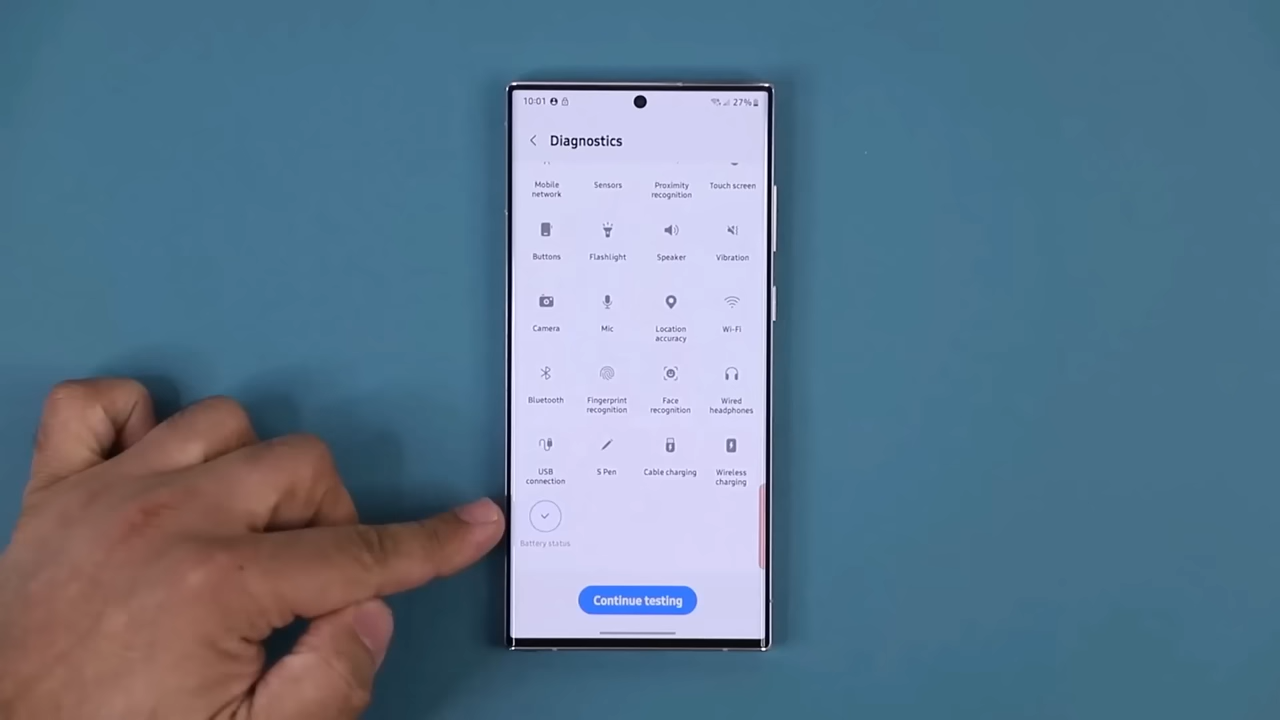 10:01
27%
Diagnostics
Mobile network
Sensors
Proximity recognition
Touch screen
Buttons
Flashlight
Speaker
Vibration
Camera
Mic
Location accuracy
Wi-Fi
Bluetooth
Fingerprint recognition
Face recognition
Wired headphones
USB connection
S Pen
Cable charging
Wireless charging
Battery status
Continue testing